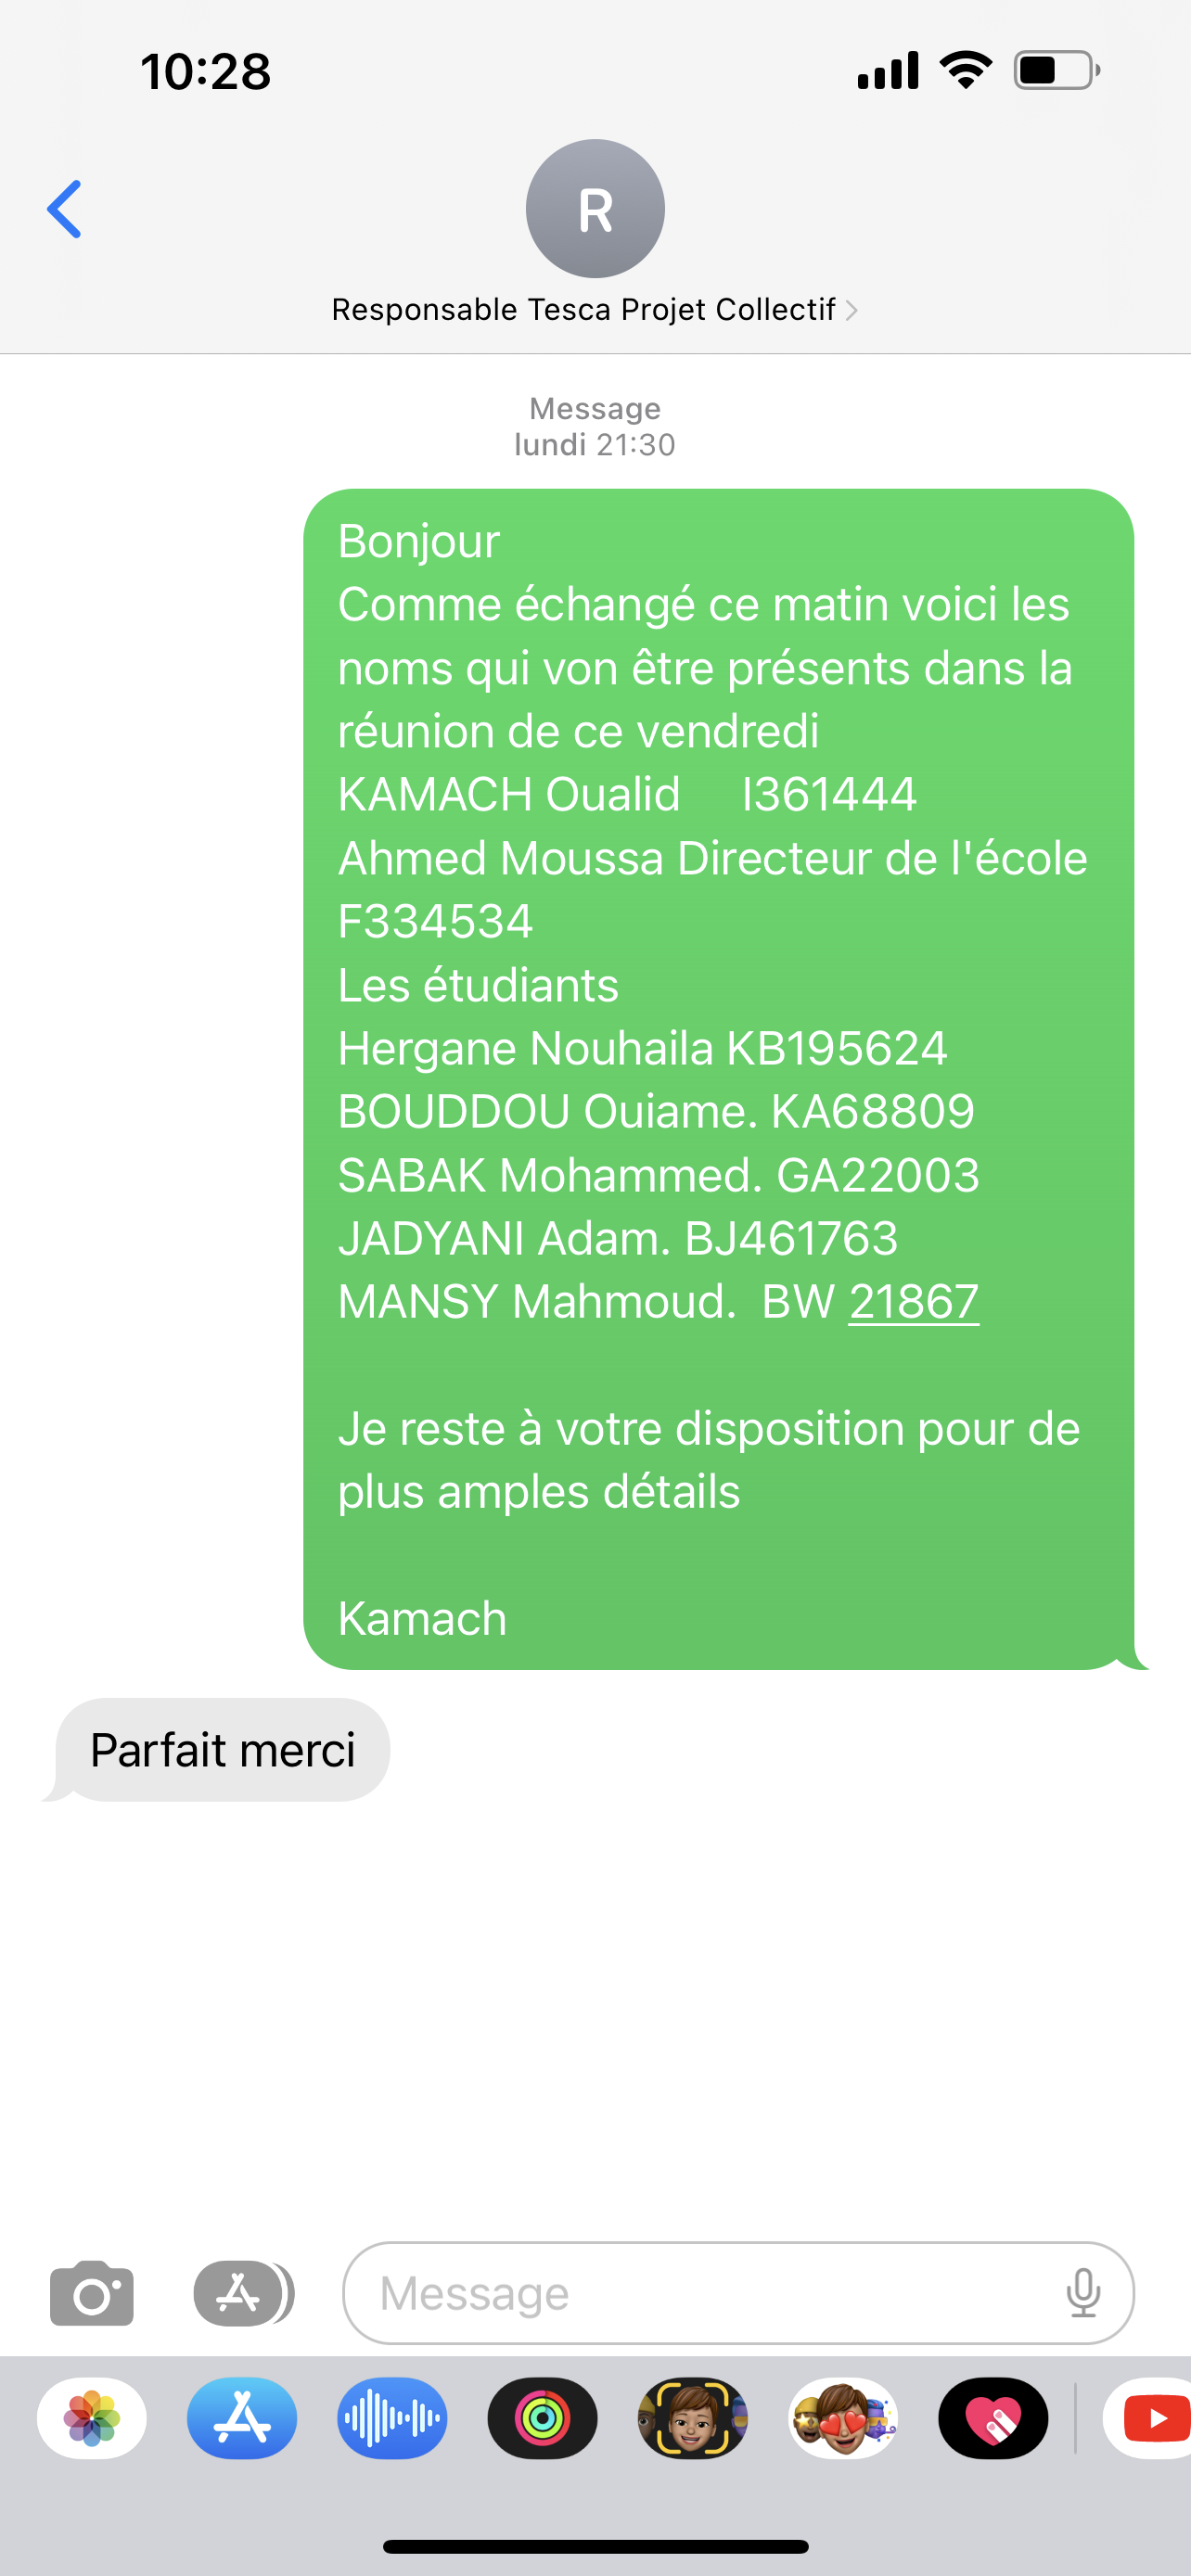 10:28
R
Responsable Tesca Projet Collectif
Message
lundi 21:30
Bonjour
Comme échangé ce matin voici les
noms qui von être présents dans la
réunion de ce vendredi
KAMACH Oualid I361444
Ahmed Moussa Directeur de l'école
F334534
Les étudiants
Hergane Nouhaila KB195624
BOUDDOU Ouiame. KA68809
SABAK Mohammed. GA22003
JADYANI Adam. BJ461763
MANSY Mahmoud. BW 21867
Je reste à votre disposition pour de
plus amples détails
Kamach
Parfait merci
Message